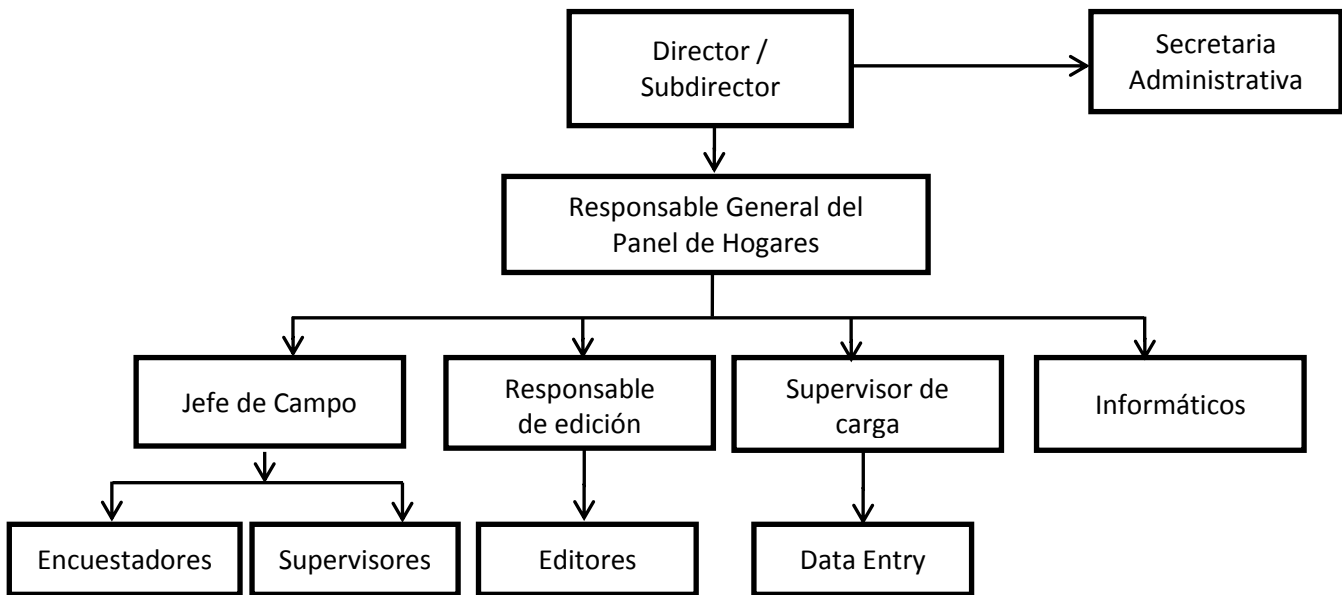 Director /
Subdirector
Secretaria
Administrativa
Responsable General del
Panel de Hogares
Jefe de Campo
Responsable
de edición
Supervisor de
carga
Informáticos
Encuestadores
Supervisores
Editores
Data Entry